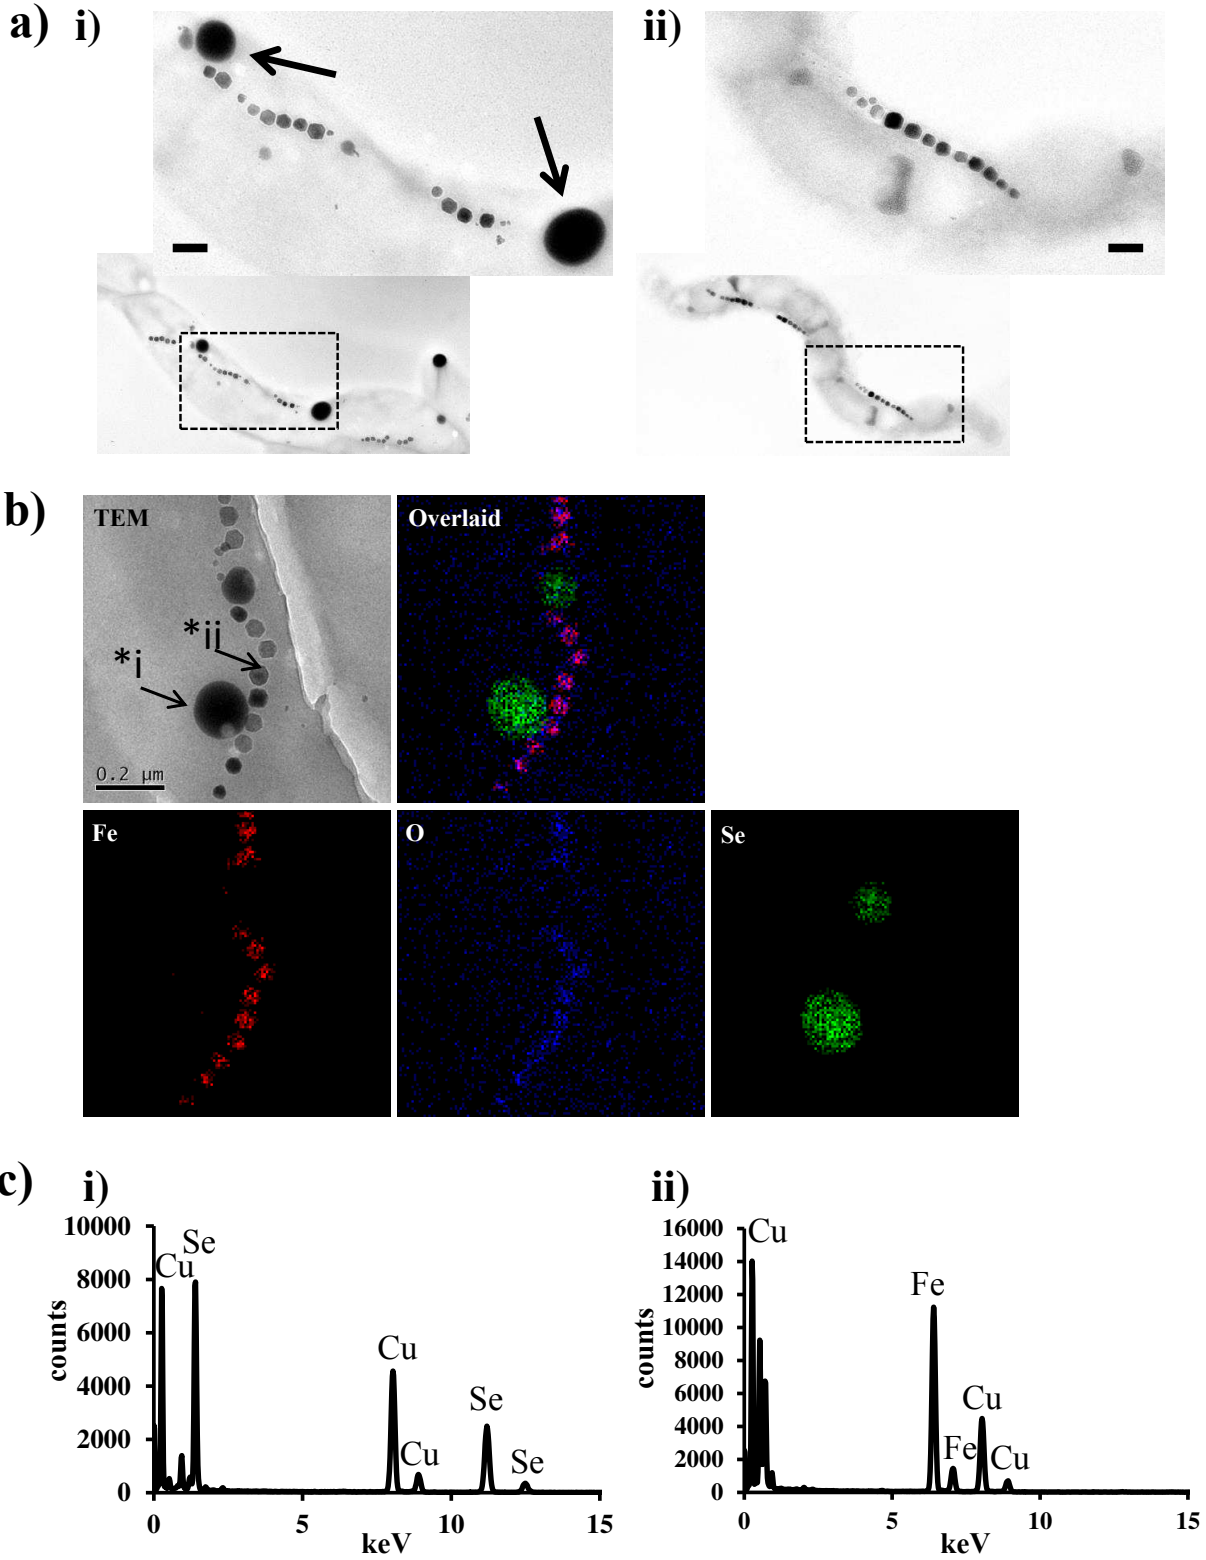 a) i) ii)
b)
TEM
*ii
*i
0.2 µm
Overlaid
Fe
O
Se
c) i) ii)
10000
8000
6000
4000
2000
0
counts
Cu
Se
Cu
Cu
Se
Se
0 5 10 15
keV
16000
14000
12000
10000
8000
6000
4000
2000
0
counts
Cu
Fe
Fe
Cu
Cu
0 5 10 15
keV